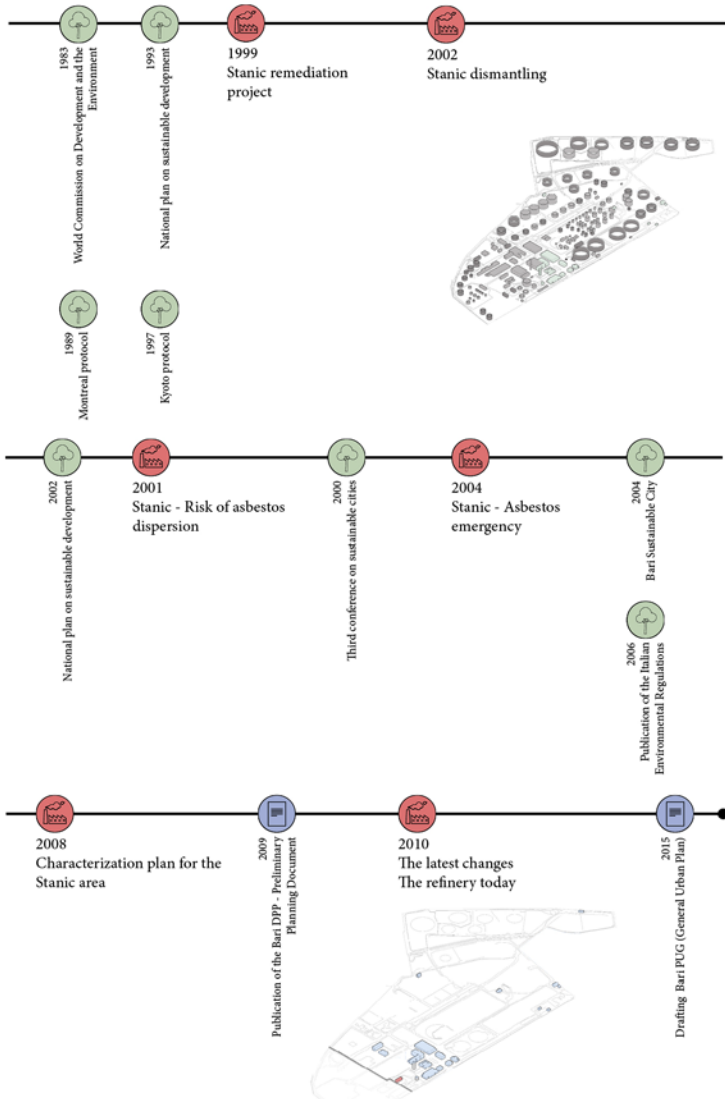 1983
World Commission on Development and the
Environment
1993
National plan on sustainable development
1999
Stanic remediation
project
2002
Stanic dismantling
1989
Montreal protocol
1997
Kyoto protocol
2002
National plan on sustainable development
2001
Stanic - Risk of asbestos
dispersion
2000
Third conference on sustainable cities
2004
Stanic - Asbestos
emergency
2004
Bari Sustainable City
2006
Publication of the Italian
Environmental Regulations
2008
Characterization plan for the
Stanic area
2009
Publication of the Bari DPP - Preliminary
Planning Document
2010
The latest changes
The refinery today
2015
Drafting Bari PUG (General Urban Plan)